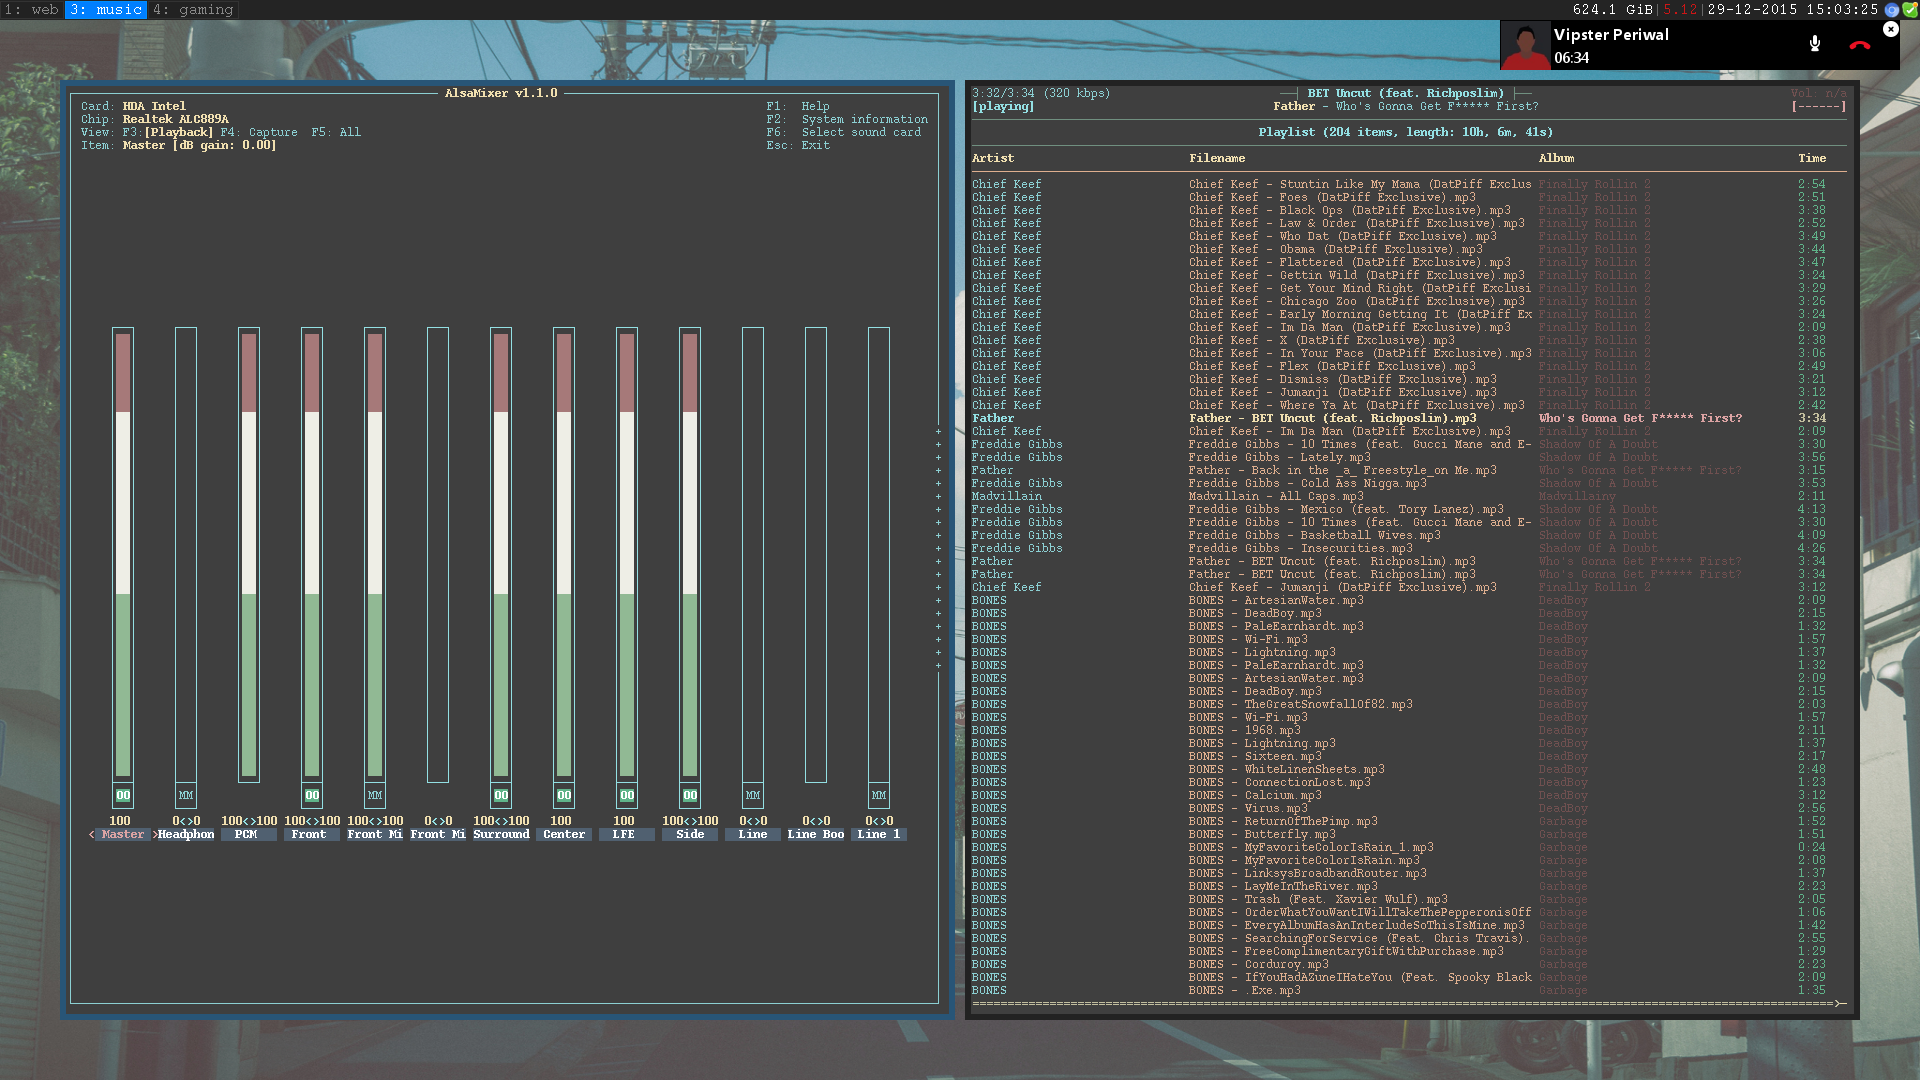 1: web 3: music 4: gaming
624.1 GiB|5.12|29-12-2015 15:03:25
Vipster Periwal
06:34
AlsaMixer v1.1.0
Card: HDA Intel F1: Help
Chip: Realtek ALC889A F2: System information
View: F3:[Playback] F4: Capture F5: All F6: Select sound card
Item: Master [dB gain: 0.00] Esc: Exit
OO MM OO MM OO OO OO OO MM MM
100 0<>0 100<>100 100<>100 100<>100 0<>0 100<>100 100 100 100<>100 0<>0 0<>0 0<>0
< Master >Headphon PCM Front Front Mi Front Mi Surround Center LFE Side Line Line Boo Line 1
3:32/3:34 (320 kbps) BET Uncut (feat. Richposlim) Vol: n/a
[playing] Father - Who's Gonna Get F***** First? [------]
Playlist (204 items, length: 10h, 6m, 41s)
Artist Filename Album Time
Chief Keef Chief Keef - Stuntin Like My Mama (DatPiff Exclus Finally Rollin 2 2:54
Chief Keef Chief Keef - Foes (DatPiff Exclusive).mp3 Finally Rollin 2 2:51
Chief Keef Chief Keef - Black Ops (DatPiff Exclusive).mp3 Finally Rollin 2 3:38
Chief Keef Chief Keef - Law & Order (DatPiff Exclusive).mp3 Finally Rollin 2 2:52
Chief Keef Chief Keef - Who Dat (DatPiff Exclusive).mp3 Finally Rollin 2 3:49
Chief Keef Chief Keef - Obama (DatPiff Exclusive).mp3 Finally Rollin 2 3:44
Chief Keef Chief Keef - Flattered (DatPiff Exclusive).mp3 Finally Rollin 2 3:47
Chief Keef Chief Keef - Gettin Wild (DatPiff Exclusive).mp3 Finally Rollin 2 3:24
Chief Keef Chief Keef - Get Your Mind Right (DatPiff Exclusi Finally Rollin 2 3:29
Chief Keef Chief Keef - Chicago Zoo (DatPiff Exclusive).mp3 Finally Rollin 2 3:26
Chief Keef Chief Keef - Early Morning Getting It (DatPiff Ex Finally Rollin 2 3:24
Chief Keef Chief Keef - Im Da Man (DatPiff Exclusive).mp3 Finally Rollin 2 2:09
Chief Keef Chief Keef - X (DatPiff Exclusive).mp3 Finally Rollin 2 2:38
Chief Keef Chief Keef - In Your Face (DatPiff Exclusive).mp3 Finally Rollin 2 3:06
Chief Keef Chief Keef - Flex (DatPiff Exclusive).mp3 Finally Rollin 2 2:49
Chief Keef Chief Keef - Dismiss (DatPiff Exclusive).mp3 Finally Rollin 2 3:21
Chief Keef Chief Keef - Jumanji (DatPiff Exclusive).mp3 Finally Rollin 2 3:12
Chief Keef Chief Keef - Where Ya At (DatPiff Exclusive).mp3 Finally Rollin 2 2:42
Father Father - BET Uncut (feat. Richposlim).mp3 Who's Gonna Get F***** First? 3:34
Chief Keef Chief Keef - Im Da Man (DatPiff Exclusive).mp3 Finally Rollin 2 2:09
Freddie Gibbs Freddie Gibbs - 10 Times (feat. Gucci Mane and E- Shadow Of A Doubt 3:30
Freddie Gibbs Freddie Gibbs - Lately.mp3 Shadow Of A Doubt 3:56
Father Father - Back in the _a_ Freestyle_on Me.mp3 Who's Gonna Get F***** First? 3:15
Freddie Gibbs Freddie Gibbs - Cold Ass Nigga.mp3 Shadow Of A Doubt 3:53
Madvillain Madvillain - All Caps.mp3 Madvillainy 2:11
Freddie Gibbs Freddie Gibbs - Mexico (feat. Tory Lanez).mp3 Shadow Of A Doubt 4:13
Freddie Gibbs Freddie Gibbs - 10 Times (feat. Gucci Mane and E- Shadow Of A Doubt 3:30
Freddie Gibbs Freddie Gibbs - Basketball Wives.mp3 Shadow Of A Doubt 4:09
Freddie Gibbs Freddie Gibbs - Insecurities.mp3 Shadow Of A Doubt 4:26
Father Father - BET Uncut (feat. Richposlim).mp3 Who's Gonna Get F***** First? 3:34
Father Father - BET Uncut (feat. Richposlim).mp3 Who's Gonna Get F***** First? 3:34
Chief Keef Chief Keef - Jumanji (DatPiff Exclusive).mp3 Finally Rollin 2 3:12
BONES BONES - ArtesianWater.mp3 DeadBoy 2:09
BONES BONES - DeadBoy.mp3 DeadBoy 2:15
BONES BONES - PaleEarnhardt.mp3 DeadBoy 1:32
BONES BONES - Wi-Fi.mp3 DeadBoy 1:57
BONES BONES - Lightning.mp3 DeadBoy 1:37
BONES BONES - PaleEarnhardt.mp3 DeadBoy 1:32
BONES BONES - ArtesianWater.mp3 DeadBoy 2:09
BONES BONES - DeadBoy.mp3 DeadBoy 2:15
BONES BONES - TheGreatSnowfallOf82.mp3 DeadBoy 2:03
BONES BONES - Wi-Fi.mp3 DeadBoy 1:57
BONES BONES - 1968.mp3 DeadBoy 2:11
BONES BONES - Lightning.mp3 DeadBoy 1:37
BONES BONES - Sixteen.mp3 DeadBoy 2:17
BONES BONES - WhiteLinenSheets.mp3 DeadBoy 2:48
BONES BONES - ConnectionLost.mp3 DeadBoy 1:23
BONES BONES - Calcium.mp3 DeadBoy 3:12
BONES BONES - Virus.mp3 DeadBoy 2:56
BONES BONES - ReturnOfThePimp.mp3 Garbage 1:52
BONES BONES - Butterfly.mp3 Garbage 1:51
BONES BONES - MyFavoriteColorIsRain_1.mp3 Garbage 0:24
BONES BONES - MyFavoriteColorIsRain.mp3 Garbage 2:08
BONES BONES - LinksysBroadbandRouter.mp3 Garbage 1:37
BONES BONES - LayMeInTheRiver.mp3 Garbage 2:23
BONES BONES - Trash (Feat. Xavier Wulf).mp3 Garbage 2:05
BONES BONES - OrderWhatYouWantIWillTakeThePepperonisOff Garbage 1:06
BONES BONES - EveryAlbumHasAnInterludeSoThisIsMine.mp3 Garbage 1:42
BONES BONES - SearchingForService (Feat. Chris Travis). Garbage 2:55
BONES BONES - FreeComplimentaryGiftWithPurchase.mp3 Garbage 1:29
BONES BONES - Corduroy.mp3 Garbage 2:23
BONES BONES - IfYouHadAZuneIHateYou (Feat. Spooky Black Garbage 2:09
BONES BONES - .Exe.mp3 Garbage 1:35